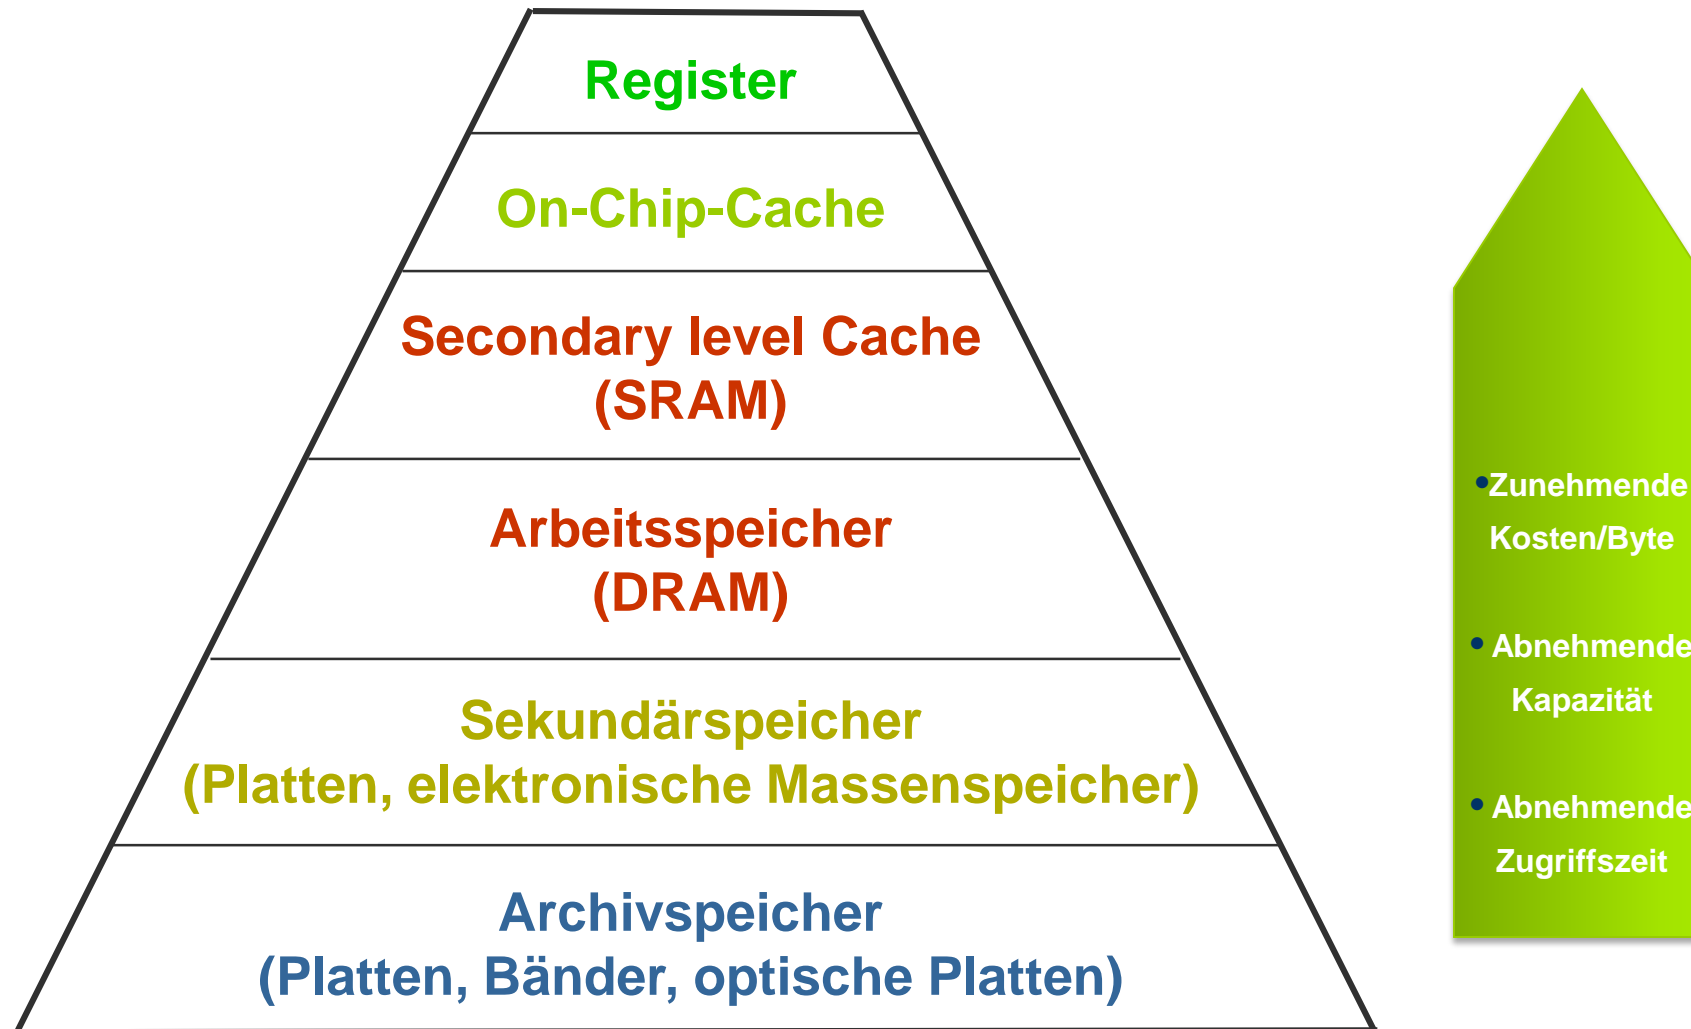 Register
On-Chip-Cache
Secondary level Cache
(SRAM)
Arbeitsspeicher
(DRAM)
Sekundärspeicher
(Platten, elektronische Massenspeicher)
Archivspeicher
(Platten, Bänder, optische Platten)
•Zunehmende
Kosten/Byte
• Abnehmende
Kapazität
• Abnehmende
Zugriffszeit